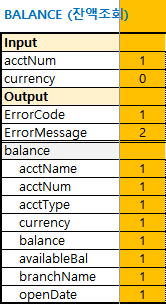 BALANCE (잔액조회)
Input
acctNum 1
currency 0
Output
ErrorCode 1
ErrorMessage 2
balance
acctName 1
acctNum 1
acctType 1
currency 1
balance 1
availableBal 1
branchName 1
openDate 1